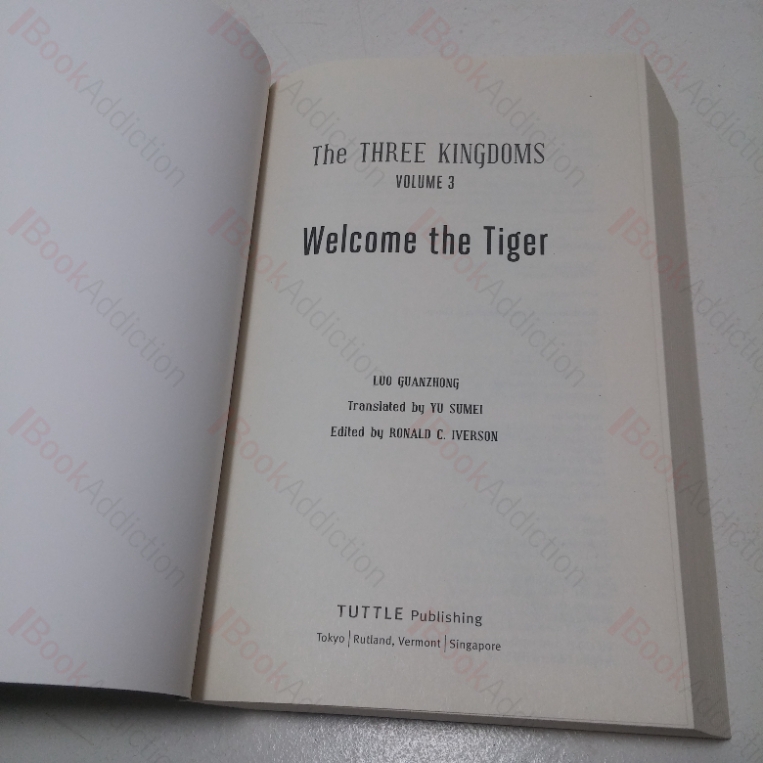 The THREE KINGDOMS
VOLUME 3
Welcome the Tiger
LUO GUANZHONG
Translated by YU SUMEI
Edited by RONALD C. IVERSON
TUTTLE Publishing
Tokyo | Rutland, Vermont | Singapore
BookAddiction